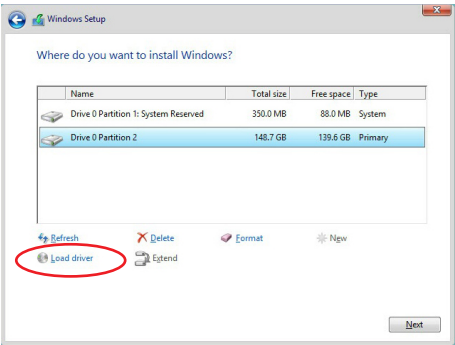 Windows Setup
Where do you want to install Windows?
Name Total size Free space Type
Drive 0 Partition 1: System Reserved 350.0 MB 88.0 MB System
Drive 0 Partition 2 148.7 GB 139.6 GB Primary
Refresh Delete Format New
Load driver Extend
Next